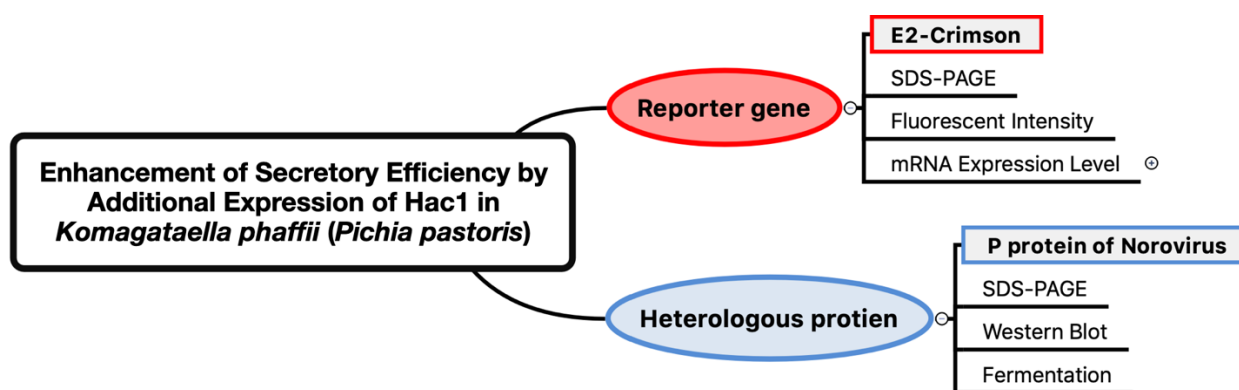 Enhancement of Secretory Efficiency by
Additional Expression of Hac1 in
Komagataella phaffii (Pichia pastoris)
Reporter gene
E2-Crimson
SDS-PAGE
Fluorescent Intensity
mRNA Expression Level
Heterologous protien
P protein of Norovirus
SDS-PAGE
Western Blot
Fermentation